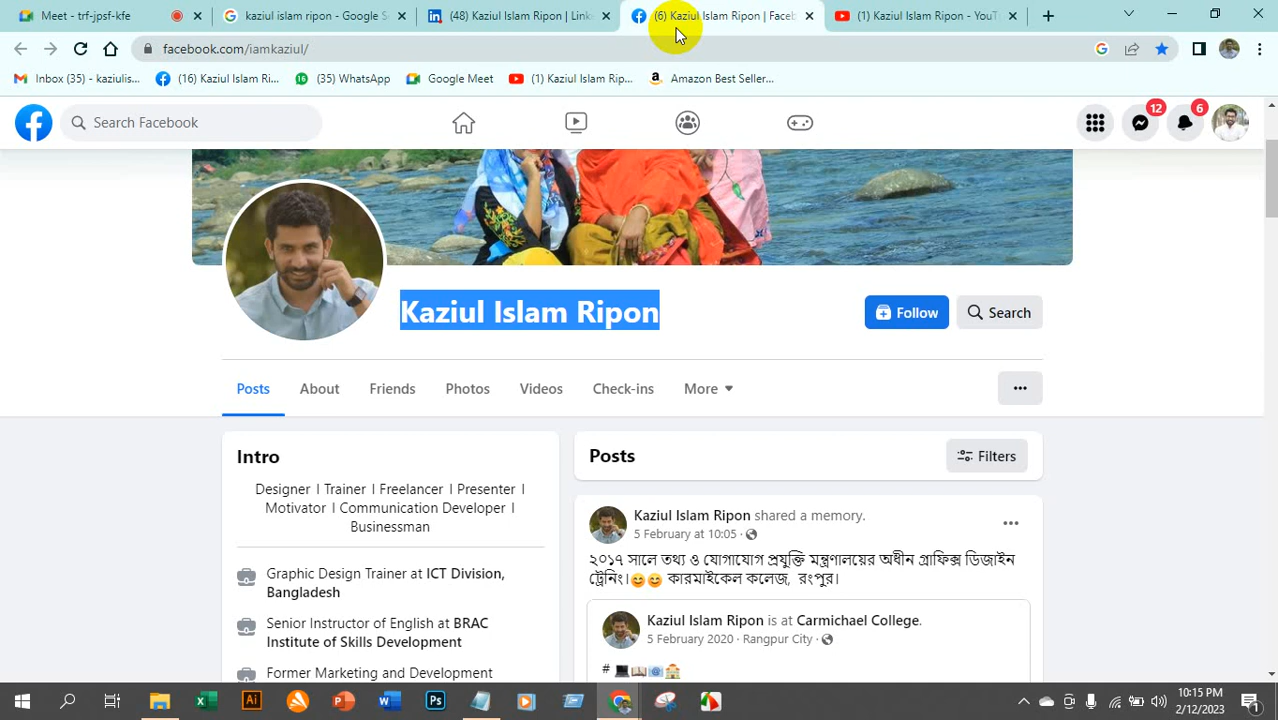 Meet - trf-jpsf-etc
kaziul islam ripon - Google S
(48) Kaziul Islam Ripon | Linke
(6) Kaziul Islam Ripon | Faceb
(1) Kaziul Islam Ripon - YouT
facebook.com/iamkaziul/
Inbox (35) - kaziulis...
(16) Kaziul Islam Ri...
(35) WhatsApp
Google Meet
(1) Kaziul Islam Rip...
Amazon Best Seller...
Search Facebook
12
6
Kaziul Islam Ripon
Follow
Search
Posts
About
Friends
Photos
Videos
Check-ins
More
Intro
Designer I Trainer I Freelancer I Presenter I
Motivator I Communication Developer I
Businessman
Graphic Design Trainer at ICT Division,
Bangladesh
Senior Instructor of English at BRAC
Institute of Skills Development
Former Marketing and Development
Posts
Filters
Kaziul Islam Ripon shared a memory.
5 February at 10:05 ·
২০১৭ সালে তথ্য ও যোগাযোগ প্রযুক্তি মন্ত্রণালয়ের অধীন গ্রাফিক্স ডিজাইন
ট্রেনিং।😊😊 কারমাইকেল কলেজ, রংপুর।
Kaziul Islam Ripon is at Carmichael College.
5 February 2020 · Rangpur City ·
# 💻📖📧🏫
10:15 PM
2/12/2023
1